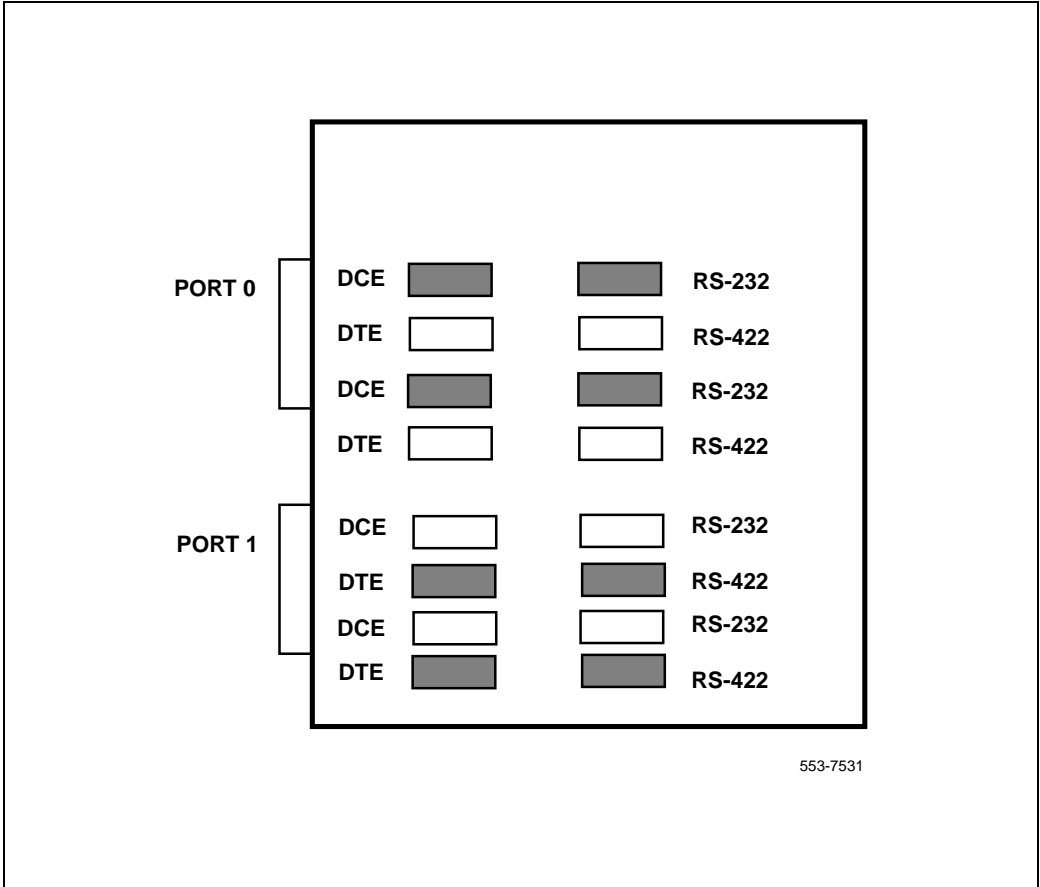 DCE RS-232
PORT 0
DTE RS-422
DCE RS-232
DTE RS-422
DCE RS-232
PORT 1
DTE RS-422
DCE RS-232
DTE RS-422
553-7531